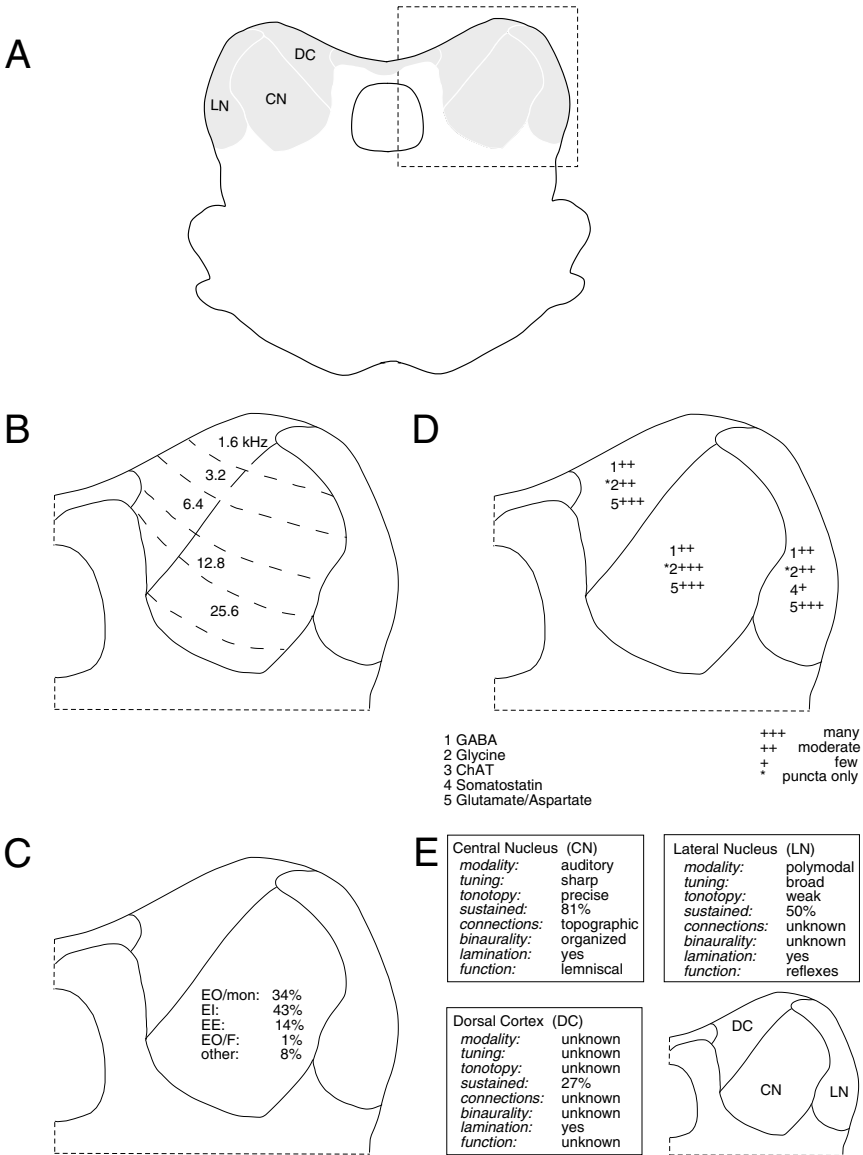 A
DC
LN
CN
B
1.6 kHz
3.2
6.4
12.8
25.6
D
1++
*2++
5+++
1++
*2+++
5+++
1++
*2++
4+
5+++
1 GABA
2 Glycine
3 ChAT
4 Somatostatin
5 Glutamate/Aspartate
+++ many
++ moderate
+ few
* puncta only
C
EO/mon: 34%
EI: 43%
EE: 14%
EO/F: 1%
other: 8%
E
Central Nucleus (CN)
modality: auditory
tuning: sharp
tonotopy: precise
sustained: 81%
connections: topographic
binaurality: organized
lamination: yes
function: lemniscal
Lateral Nucleus (LN)
modality: polymodal
tuning: broad
tonotopy: weak
sustained: 50%
connections: unknown
binaurality: unknown
lamination: yes
function: reflexes
Dorsal Cortex (DC)
modality: unknown
tuning: unknown
tonotopy: unknown
sustained: 27%
connections: unknown
binaurality: unknown
lamination: yes
function: unknown
DC
CN
LN